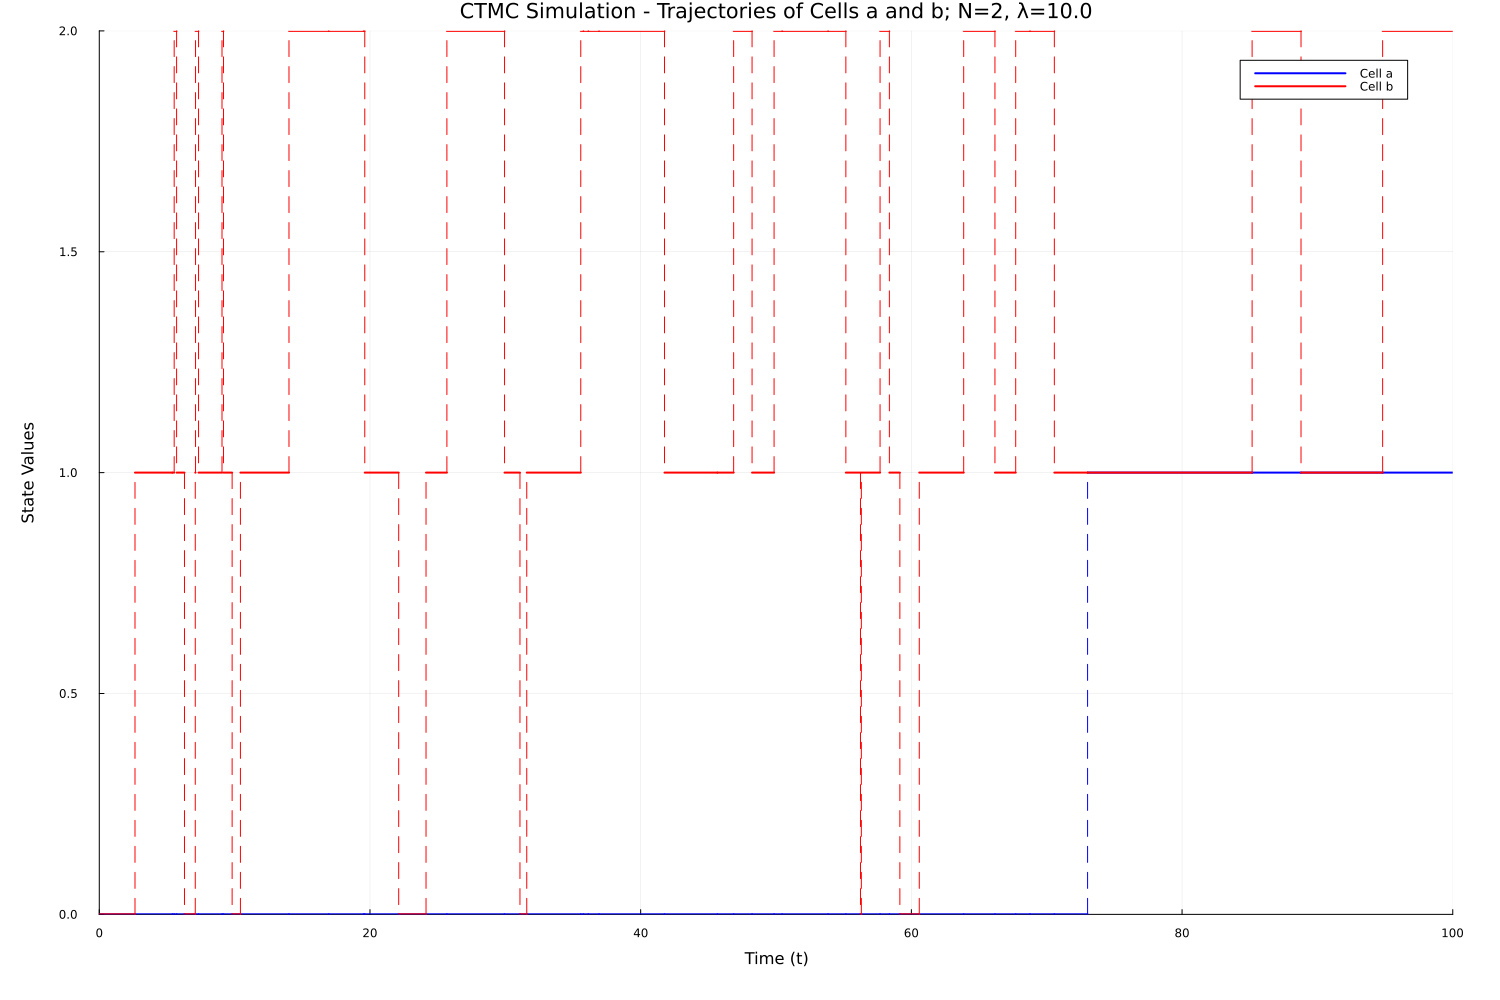 CTMC Simulation - Trajectories of Cells a and b; N=2, λ=10.0
2.0
Cell a
Cell b
1.5
1.0
State Values
0.5
0.0
0 20 40 60 80 100
Time (t)